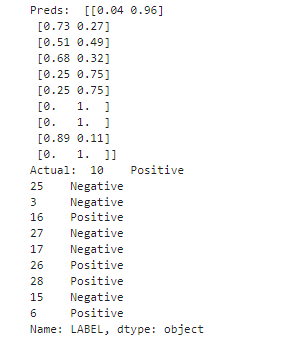 Preds:  [[0.04 0.96]
 [0.73 0.27]
 [0.51 0.49]
 [0.68 0.32]
 [0.25 0.75]
 [0.25 0.75]
 [0.   1.  ]
 [0.   1.  ]
 [0.89 0.11]
 [0.   1.  ]]
Actual:  10    Positive
25    Negative
3     Negative
16    Positive
27    Negative
17    Negative
26    Positive
28    Positive
15    Negative
6     Positive
Name: LABEL, dtype: object